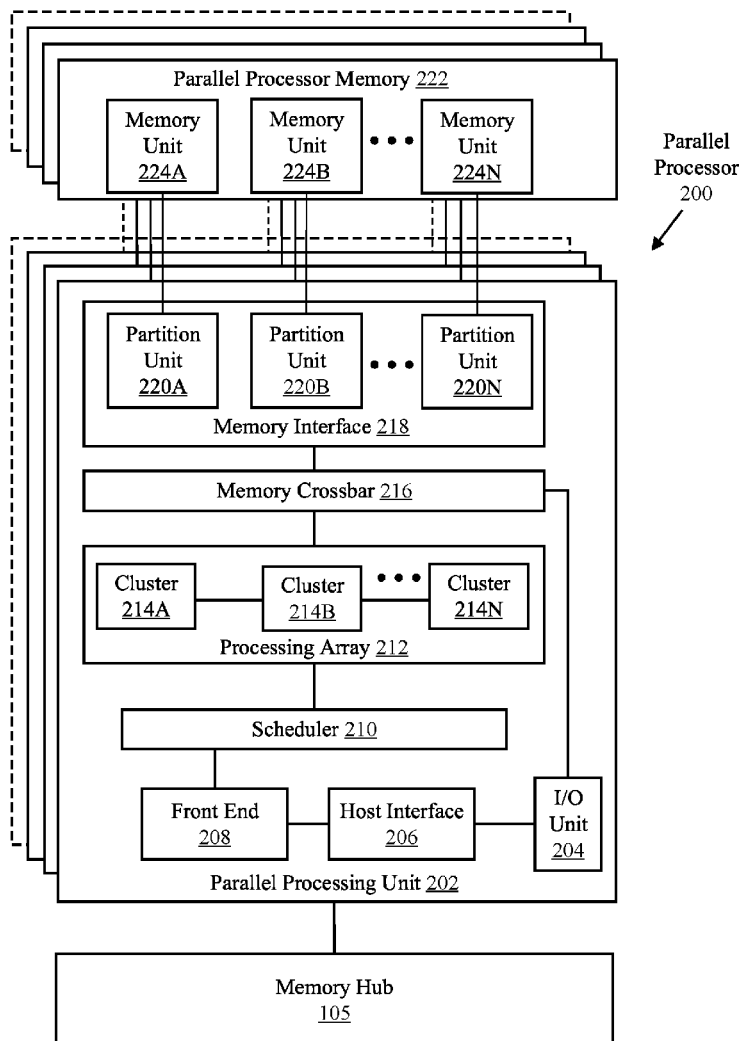 Parallel Processor Memory 222
Memory Unit 224A
Memory Unit 224B
Memory Unit 224N
Parallel Processor 200
Partition Unit 220A
Partition Unit 220B
Partition Unit 220N
Memory Interface 218
Memory Crossbar 216
Cluster 214A
Cluster 214B
Cluster 214N
Processing Array 212
Scheduler 210
Front End 208
Host Interface 206
I/O Unit 204
Parallel Processing Unit 202
Memory Hub 105